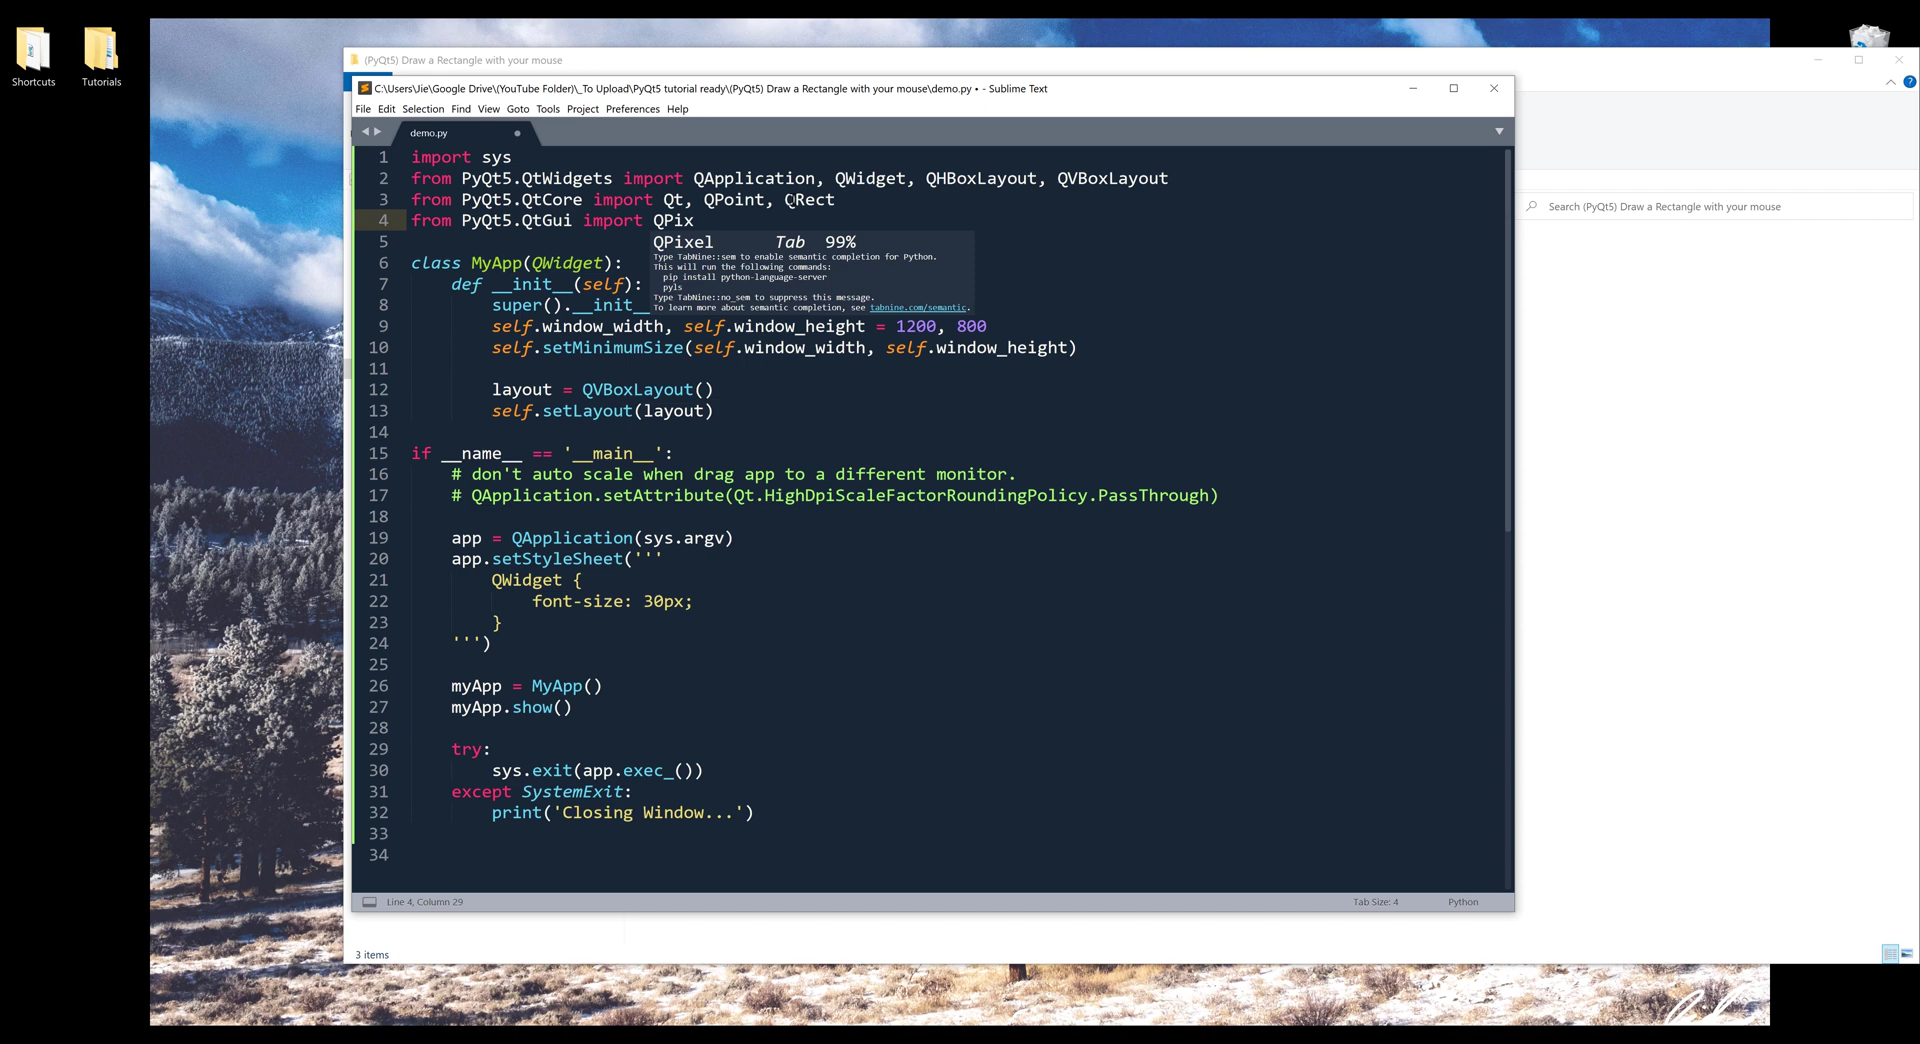 Shortcuts
Tutorials
(PyQt5) Draw a Rectangle with your mouse
C:\Users\Jie\Google Drive\(YouTube Folder)\_To Upload\PyQt5 tutorial ready\(PyQt5) Draw a Rectangle with your mouse\demo.py • - Sublime Text
File Edit Selection Find View Goto Tools Project Preferences Help
demo.py
1 import sys
2 from PyQt5.QtWidgets import QApplication, QWidget, QHBoxLayout, QVBoxLayout
3 from PyQt5.QtCore import Qt, QPoint, QRect
4 from PyQt5.QtGui import QPix
Search (PyQt5) Draw a Rectangle with your mouse
5
QPixel Tab 99%
Type TabNine::sem to enable semantic completion for Python.
This will run the following commands:
pip install python-language-server
pyls
Type TabNine::no_sem to suppress this message.
To learn more about semantic completion, see tabnine.com/semantic.
6 class MyApp(QWidget):
7 def __init__(self):
8 super().__init__
9 self.window_width, self.window_height = 1200, 800
10 self.setMinimumSize(self.window_width, self.window_height)
11
12 layout = QVBoxLayout()
13 self.setLayout(layout)
14
15 if __name__ == '__main__':
16 # don't auto scale when drag app to a different monitor.
17 # QApplication.setAttribute(Qt.HighDpiScaleFactorRoundingPolicy.PassThrough)
18
19 app = QApplication(sys.argv)
20 app.setStyleSheet('''
21 QWidget {
22 font-size: 30px;
23 }
24 ''')
25
26 myApp = MyApp()
27 myApp.show()
28
29 try:
30 sys.exit(app.exec_())
31 except SystemExit:
32 print('Closing Window...')
33
34
Line 4, Column 29
Tab Size: 4
Python
3 items